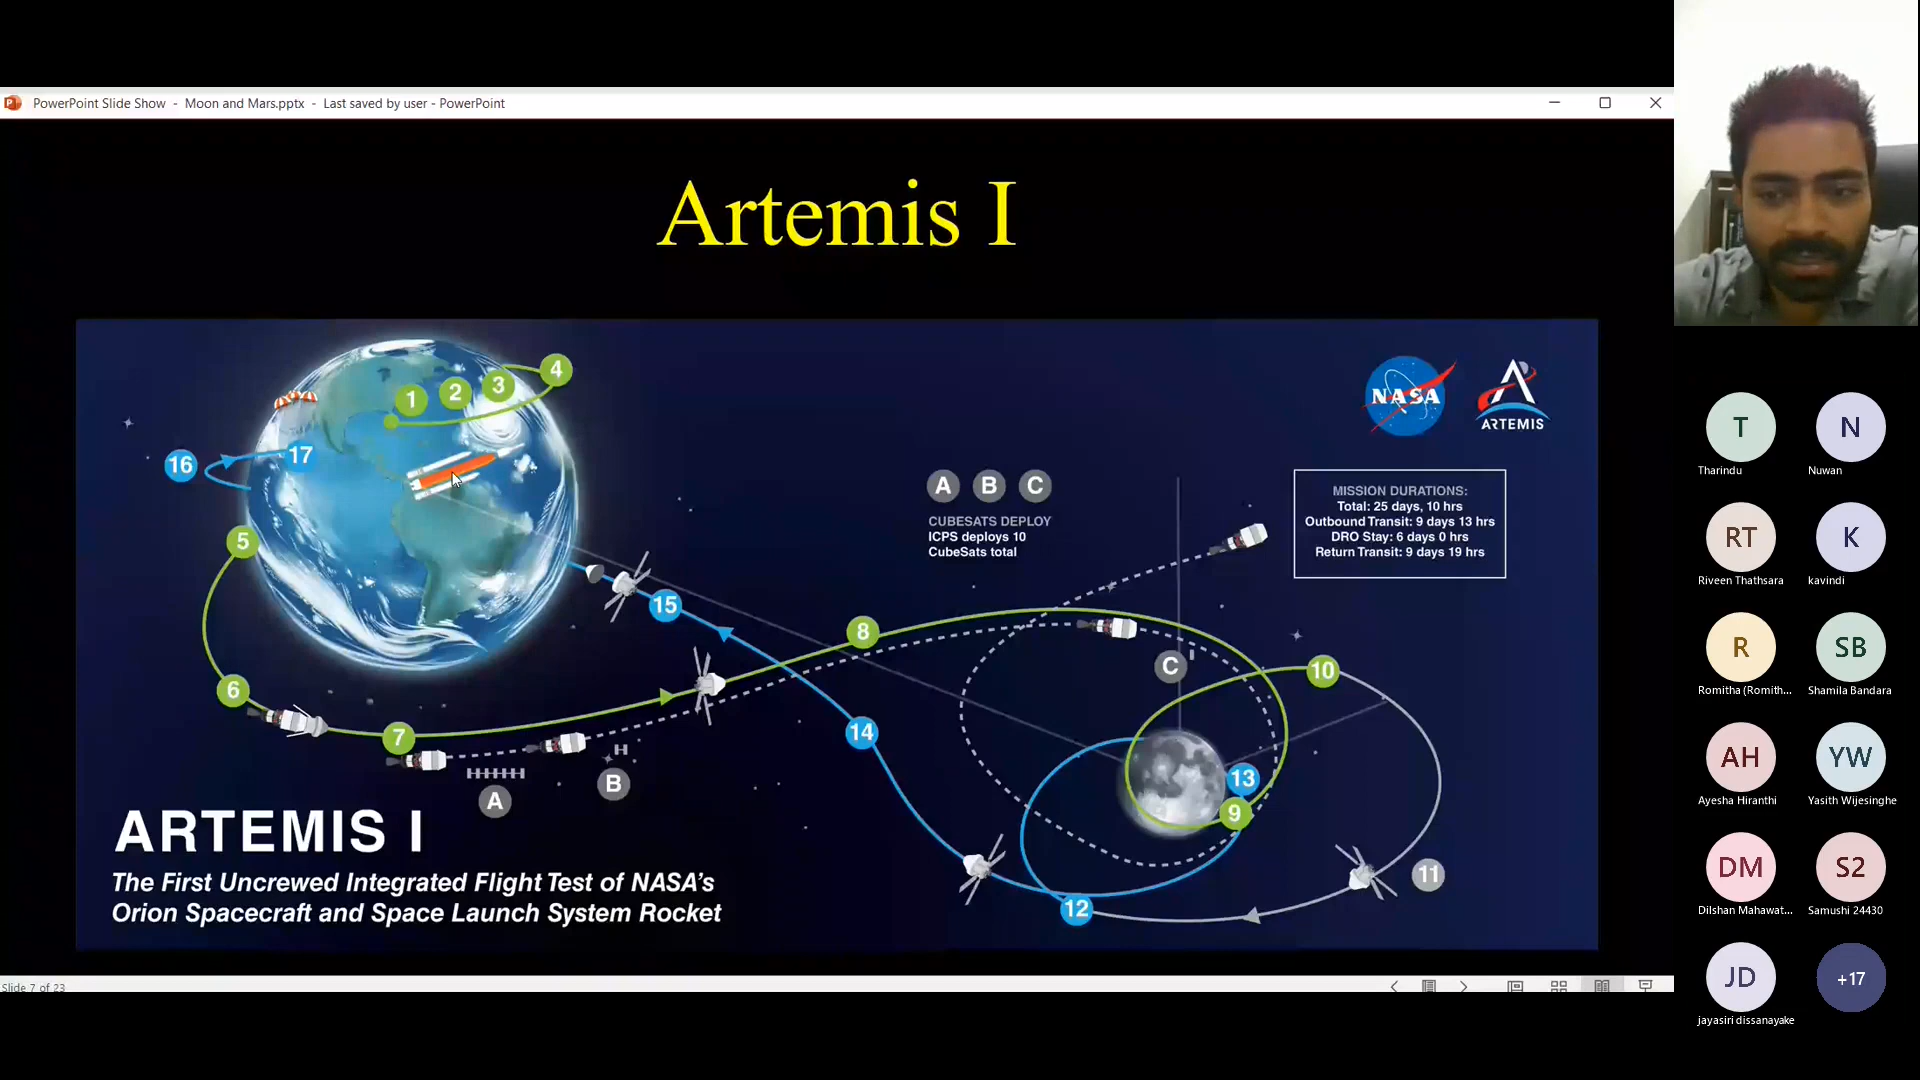 PowerPoint Slide Show - Moon and Mars.pptx - Last saved by user - PowerPoint
Artemis I
1
2
3
4
16
17
5
6
7
8
15
14
10
13
9
11
12
A B C
CUBESATS DEPLOY
ICPS deploys 10
CubeSats total
NASA
ARTEMIS
MISSION DURATIONS:
Total: 25 days, 10 hrs
Outbound Transit: 9 days 13 hrs
DRO Stay: 6 days 0 hrs
Return Transit: 9 days 19 hrs
C
A
B
ARTEMIS I
The First Uncrewed Integrated Flight Test of NASA's
Orion Spacecraft and Space Launch System Rocket
Slide 7 of 23
T
Tharindu
N
Nuwan
RT
Riveen Thathsara
K
kavindi
R
Romitha (Romith...
SB
Shamila Bandara
AH
Ayesha Hiranthi
YW
Yasith Wijesinghe
DM
Dilshan Mahawat...
S2
Samushi 24430
JD
jayasiri dissanayake
+17